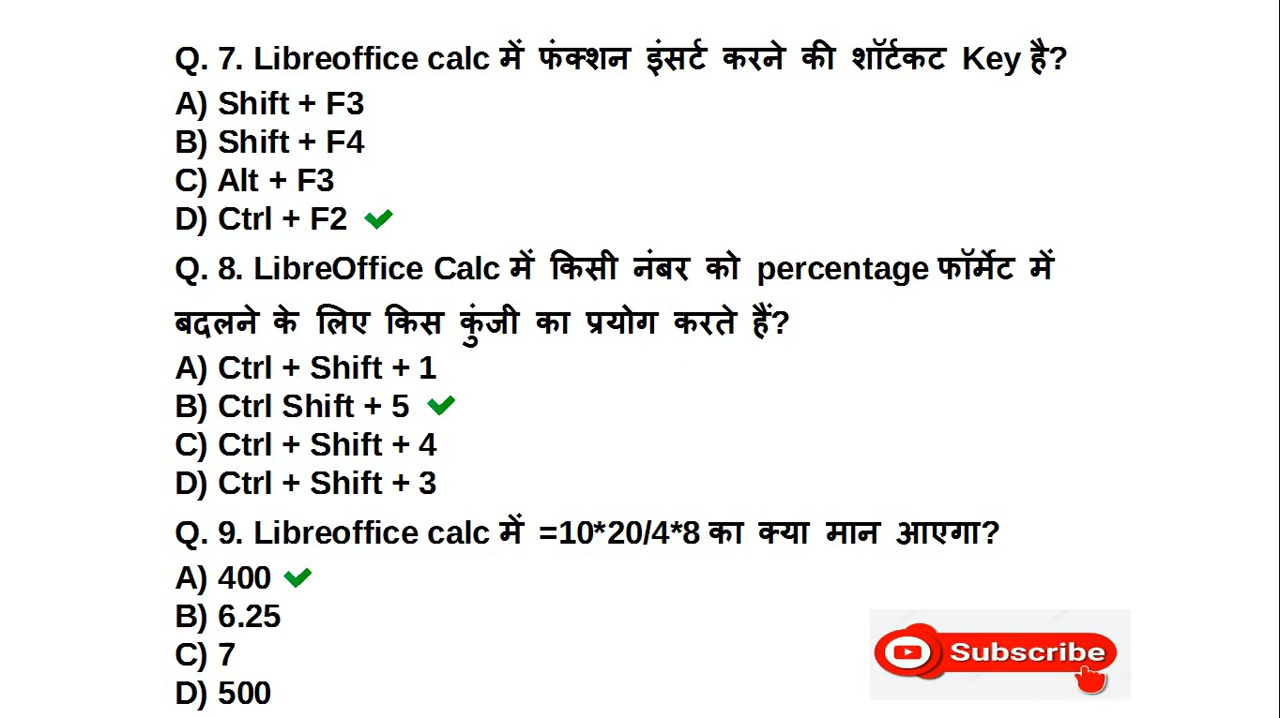 Q. 7. Libreoffice calc में फंक्शन इंसर्ट करने की शॉर्टकट Key है?
A) Shift + F3
B) Shift + F4
C) Alt + F3
D) Ctrl + F2
Q. 8. LibreOffice Calc में किसी नंबर को percentage फॉर्मेट में
बदलने के लिए किस कुंजी का प्रयोग करते हैं?
A) Ctrl + Shift + 1
B) Ctrl Shift + 5
C) Ctrl + Shift + 4
D) Ctrl + Shift + 3
Q. 9. Libreoffice calc में =10*20/4*8 का क्या मान आएगा?
A) 400
B) 6.25
C) 7
D) 500
Subscribe